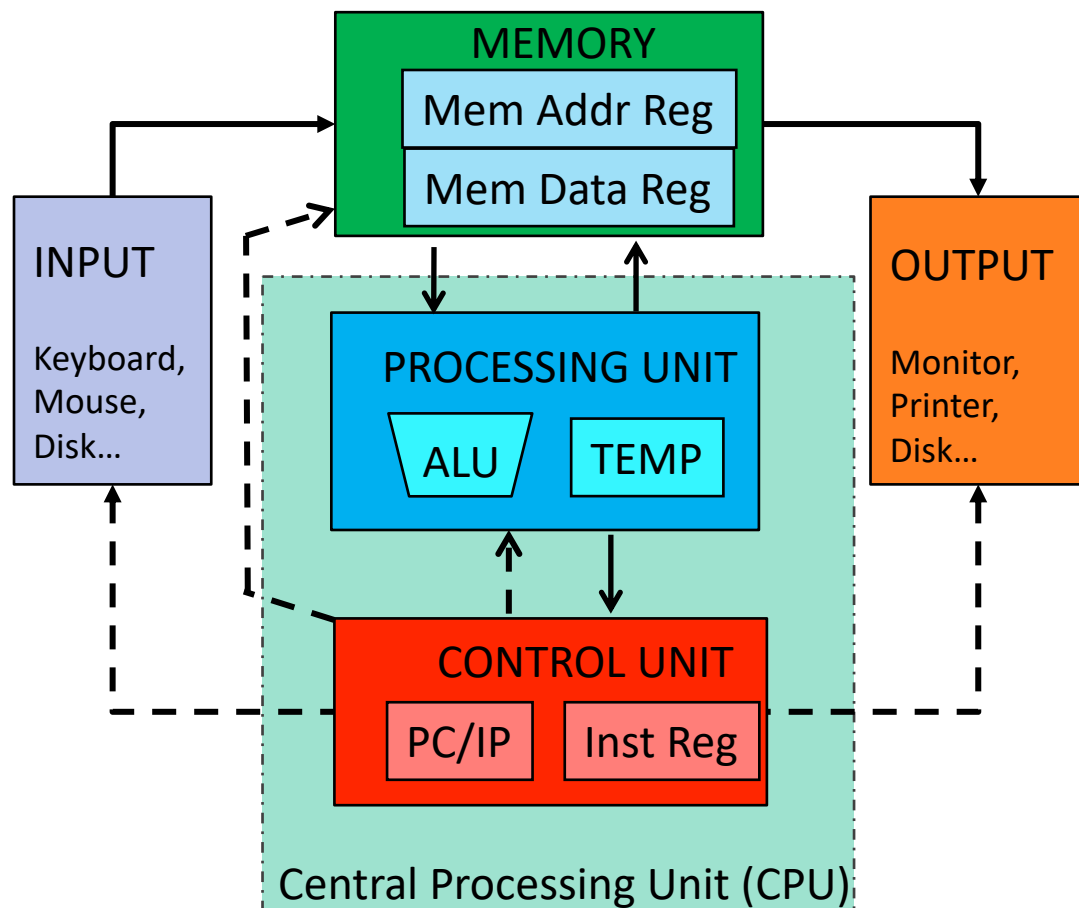 MEMORY
Mem Addr Reg
Mem Data Reg
INPUT
Keyboard,
Mouse,
Disk...
OUTPUT
Monitor,
Printer,
Disk...
PROCESSING UNIT
ALU
TEMP
CONTROL UNIT
PC/IP
Inst Reg
Central Processing Unit (CPU)